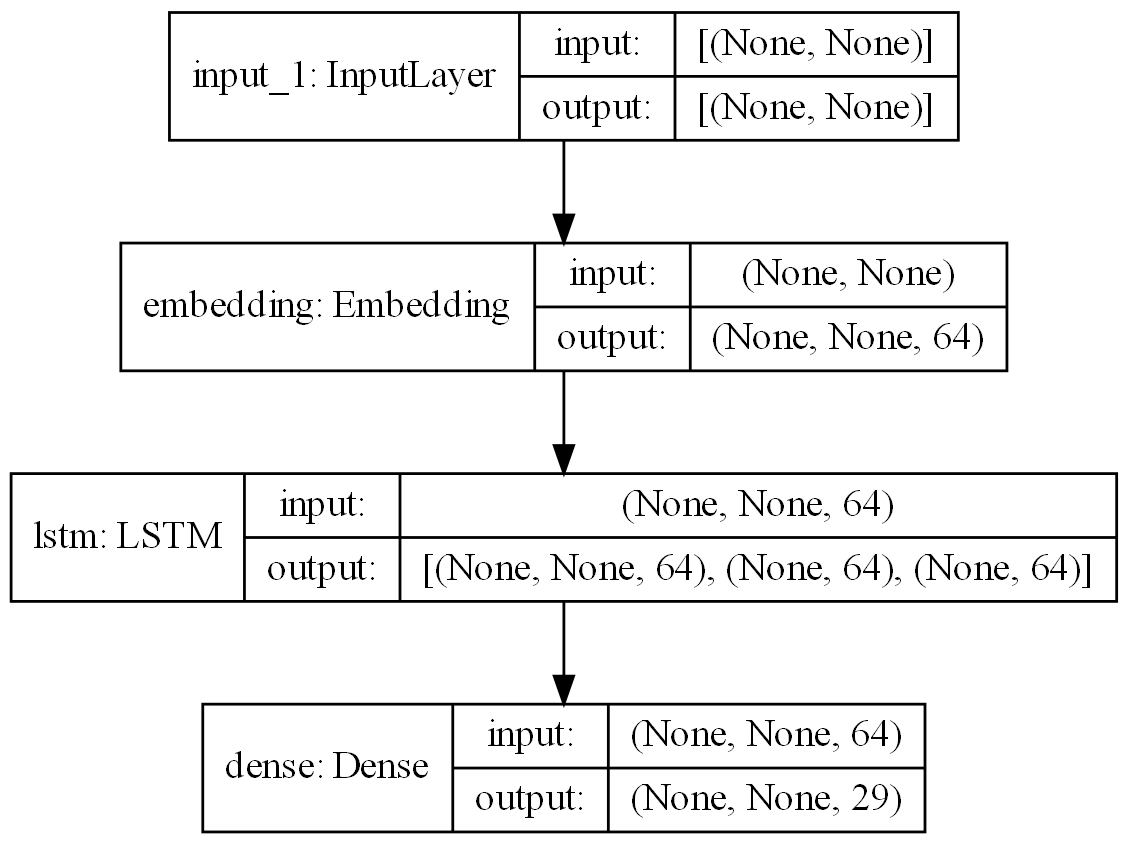 input_1: InputLayer
input:
[(None, None)]
output:
[(None, None)]
embedding: Embedding
input:
(None, None)
output:
(None, None, 64)
lstm: LSTM
input:
(None, None, 64)
output:
[(None, None, 64), (None, 64), (None, 64)]
dense: Dense
input:
(None, None, 64)
output:
(None, None, 29)